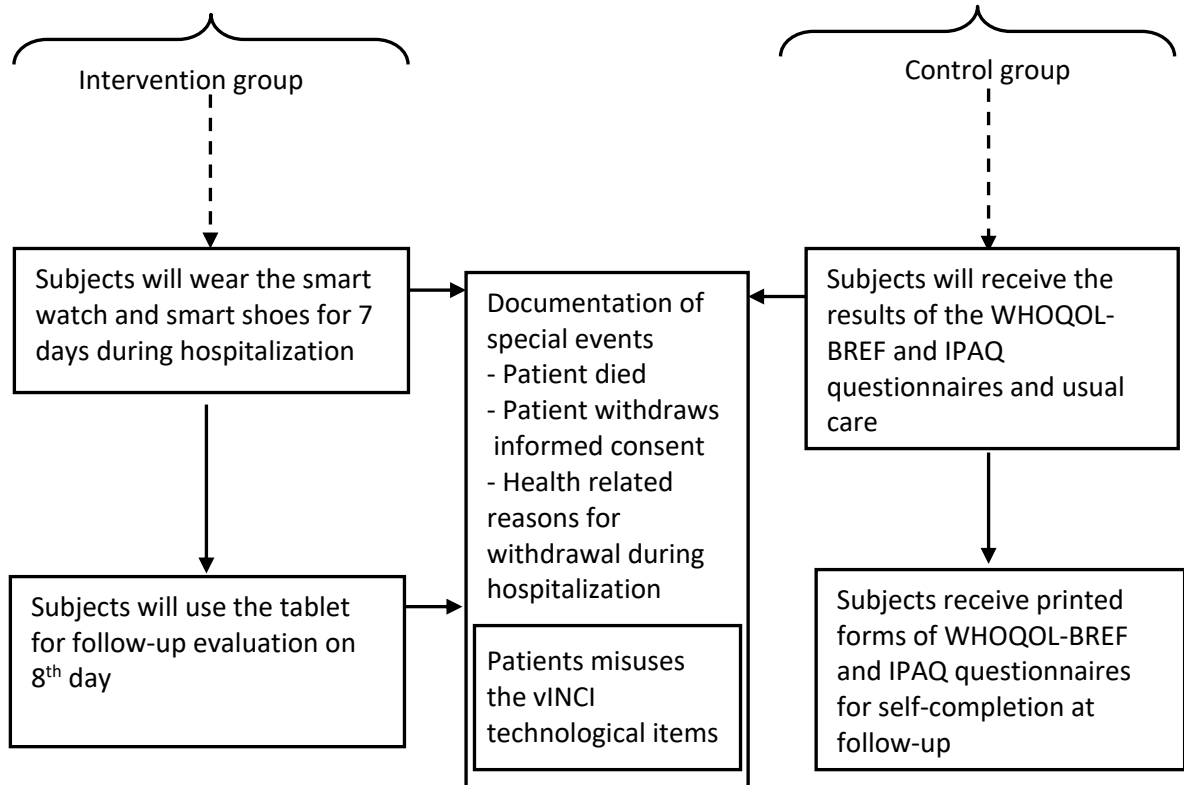 Intervention group
Control group
Subjects will wear the smart
watch and smart shoes for 7
days during hospitalization
Documentation of
special events
- Patient died
- Patient withdraws
informed consent
- Health related
reasons for
withdrawal during
hospitalization
Patients misuses
the vINCI
technological items
Subjects will receive the
results of the WHOQOL-
BREF and IPAQ
questionnaires and usual
care
Subjects will use the tablet
for follow-up evaluation on
8th day
Subjects receive printed
forms of WHOQOL-BREF
and IPAQ questionnaires
for self-completion at
follow-up